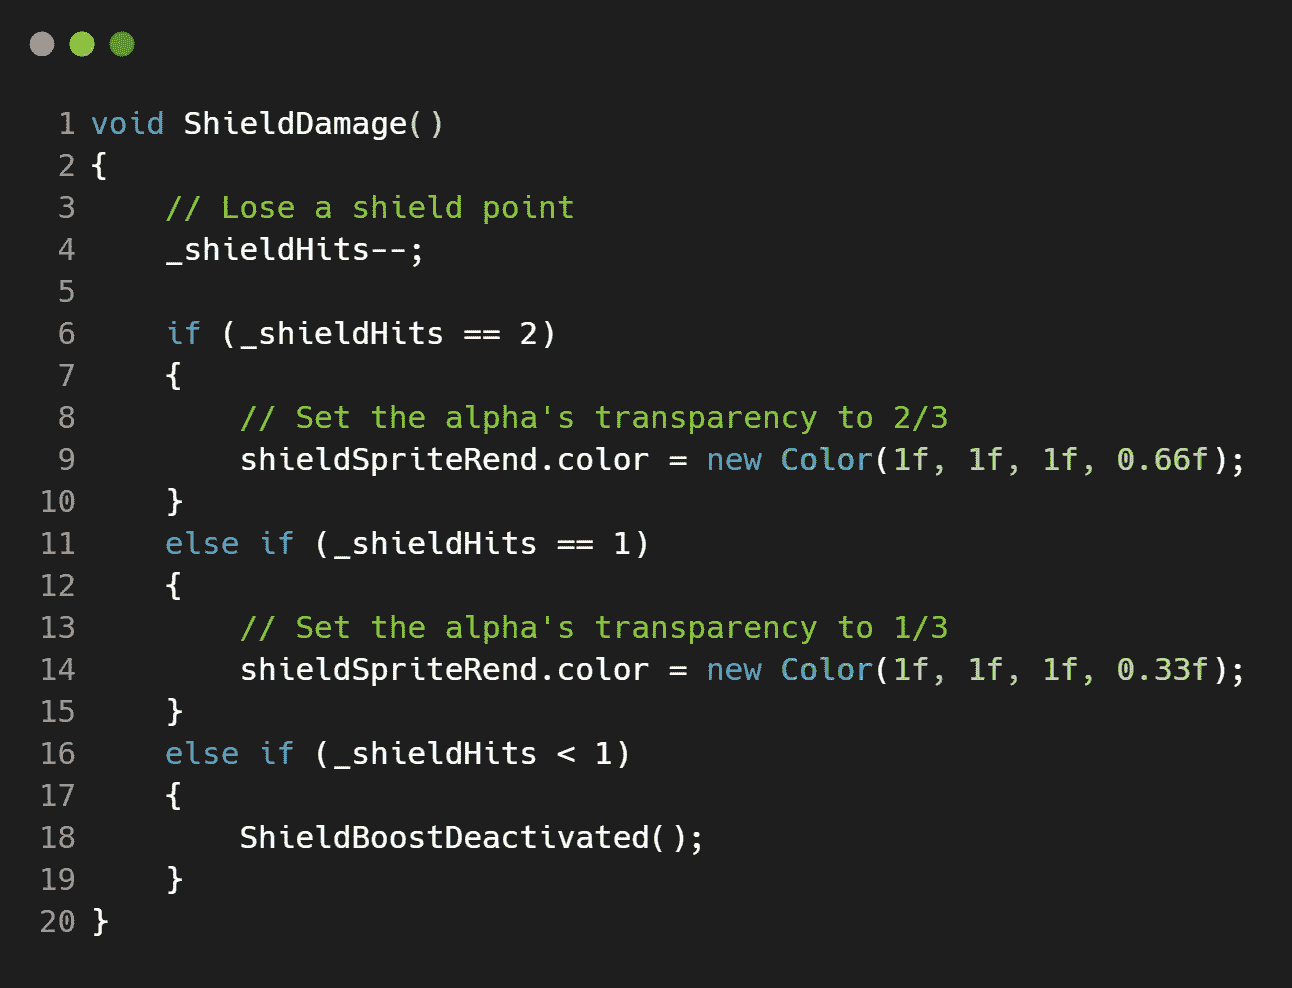 1 void ShieldDamage()
2 {
3     // Lose a shield point
4     _shieldHits--;
5
6     if (_shieldHits == 2)
7     {
8         // Set the alpha's transparency to 2/3
9         shieldSpriteRend.color = new Color(1f, 1f, 1f, 0.66f);
10     }
11     else if (_shieldHits == 1)
12     {
13         // Set the alpha's transparency to 1/3
14         shieldSpriteRend.color = new Color(1f, 1f, 1f, 0.33f);
15     }
16     else if (_shieldHits < 1)
17     {
18         ShieldBoostDeactivated();
19     }
20 }